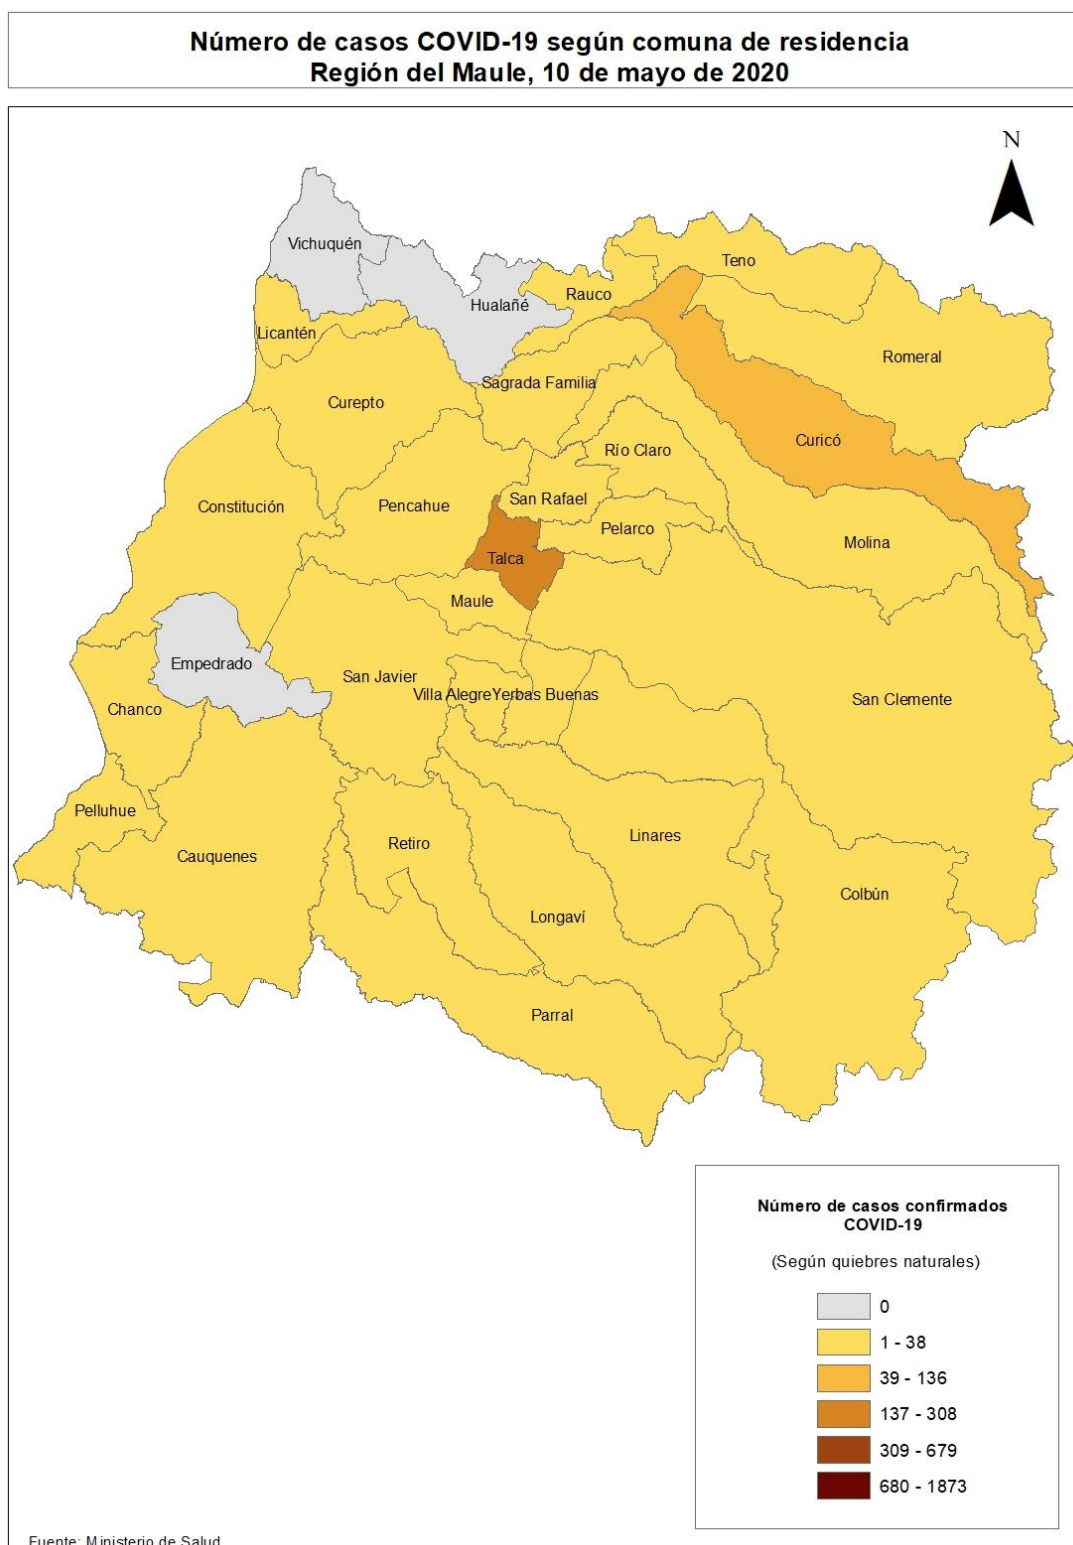 Número de casos COVID-19 según comuna de residencia
Región del Maule, 10 de mayo de 2020
N
Vichuquén
Teno
Hualañé
Rauco
Licantén
Romeral
Sagrada Familia
Curepto
Curicó
Río Claro
San Rafael
Constitución
Pencahue
Pelarco
Molina
Talca
Maule
Empedrado
San Javier
Villa Alegre
Yerbas Buenas
San Clemente
Chanco
Pelluhue
Linares
Retiro
Cauquenes
Colbún
Longaví
Parral
Número de casos confirmados
COVID-19
(Según quiebres naturales)
0
1 - 38
39 - 136
137 - 308
309 - 679
680 - 1873
Fuente: Ministerio de Salud